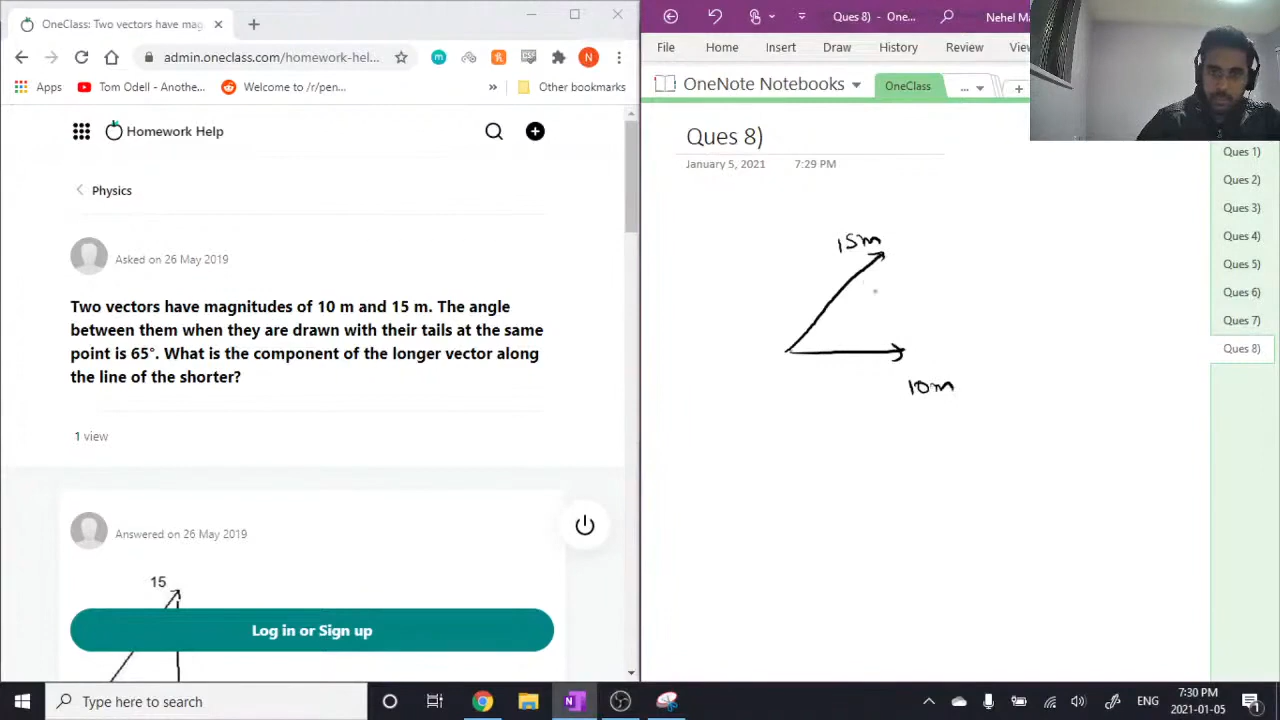 OneClass: Two vectors have mag
admin.oneclass.com/homework-hel...
N
Apps
Tom Odell - Anothe...
Welcome to /r/pen...
»
Other bookmarks
Homework Help
Physics
Asked on 26 May 2019
Two vectors have magnitudes of 10 m and 15 m. The angle
between them when they are drawn with their tails at the same
point is 65°. What is the component of the longer vector along
the line of the shorter?
1 view
Answered on 26 May 2019
15
Log in or Sign up
Ques 8) - One...
Nehel Ma
File Home Insert Draw History Review Vie
OneNote Notebooks
OneClass
...
Ques 8)
January 5, 2021 7:29 PM
15m
10m
Ques 1)
Ques 2)
Ques 3)
Ques 4)
Ques 5)
Ques 6)
Ques 7)
Ques 8)
Type here to search
ENG
7:30 PM
2021-01-05
1